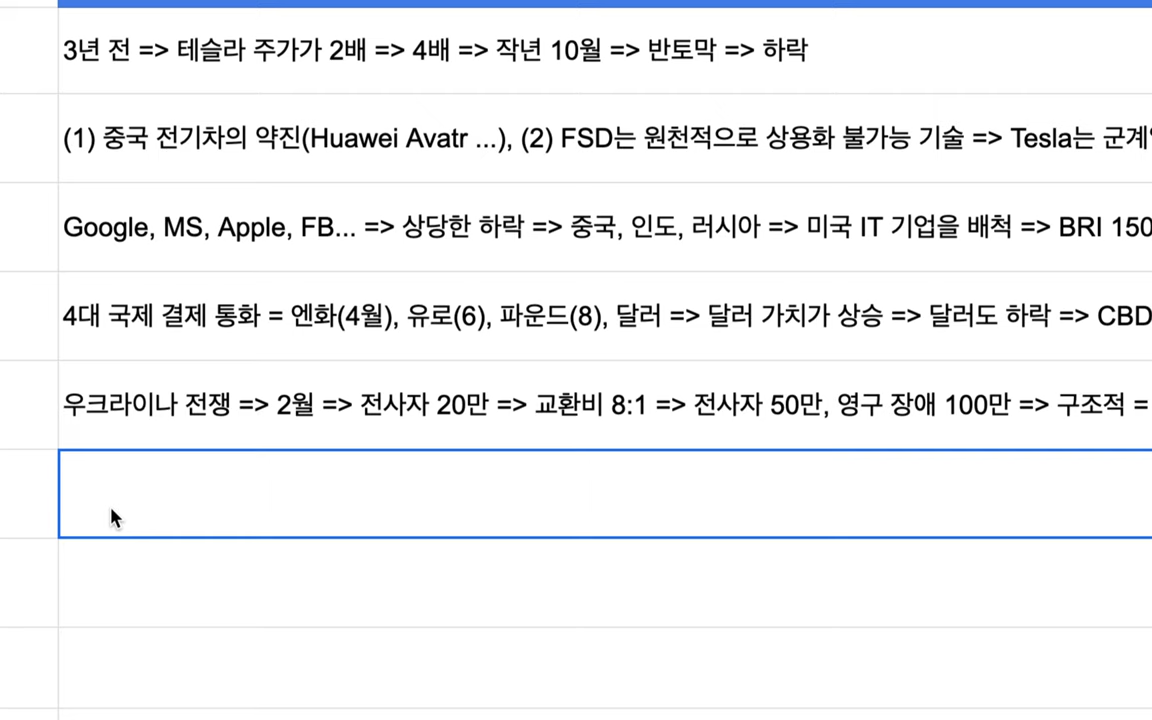 3년 전 => 테슬라 주가가 2배 => 4배 => 작년 10월 => 반토막 => 하락
(1) 중국 전기차의 약진(Huawei Avatr ...), (2) FSD는 원천적으로 상용화 불가능 기술 => Tesla는 군계
Google, MS, Apple, FB... => 상당한 하락 => 중국, 인도, 러시아 => 미국 IT 기업을 배척 => BRI 150
4대 국제 결제 통화 = 엔화(4월), 유로(6), 파운드(8), 달러 => 달러 가치가 상승 => 달러도 하락 => CBD
우크라이나 전쟁 => 2월 => 전사자 20만 => 교환비 8:1 => 전사자 50만, 영구 장애 100만 => 구조적 =